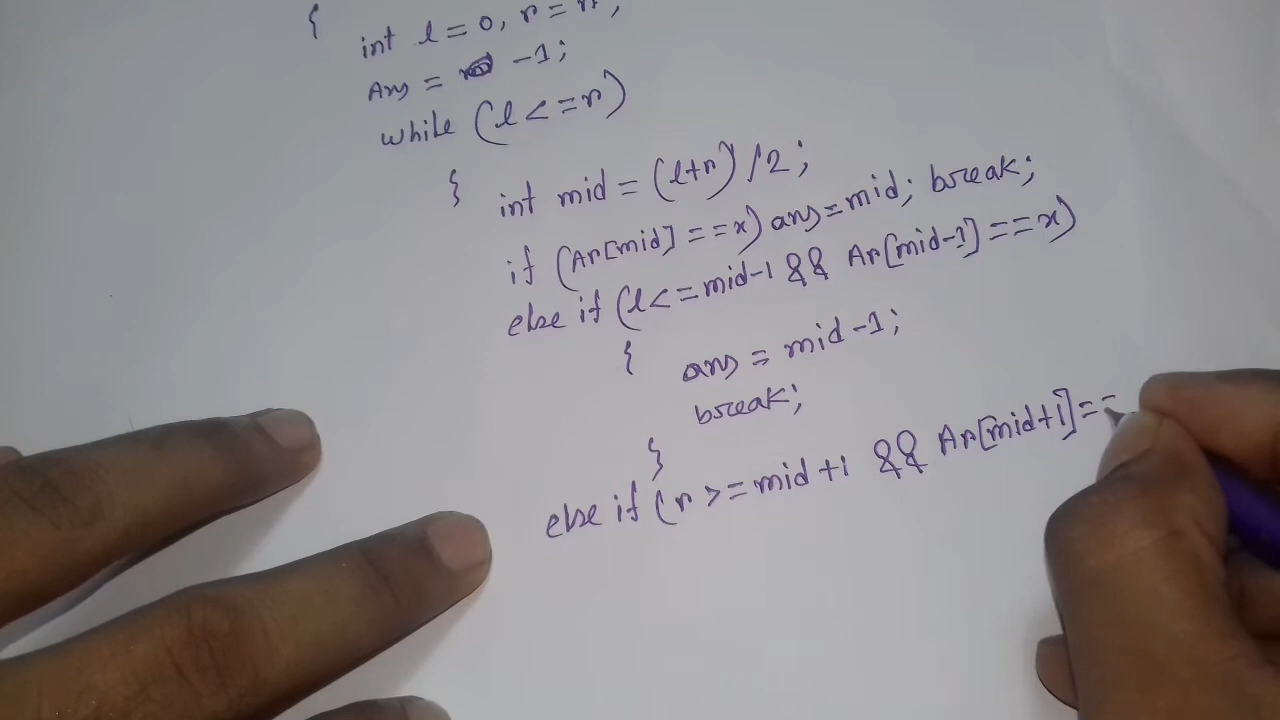 {
int l=0, r=n;
Ans = -1;
while (l<=r)
{ int mid = (l+r)/2;
if (Ar[mid]==x) ans=mid; break;
else if (l<=mid-1 && Ar[mid-1]==x)
{ ans = mid-1;
break;
}
else if (r>=mid+1 && Ar[mid+1]==